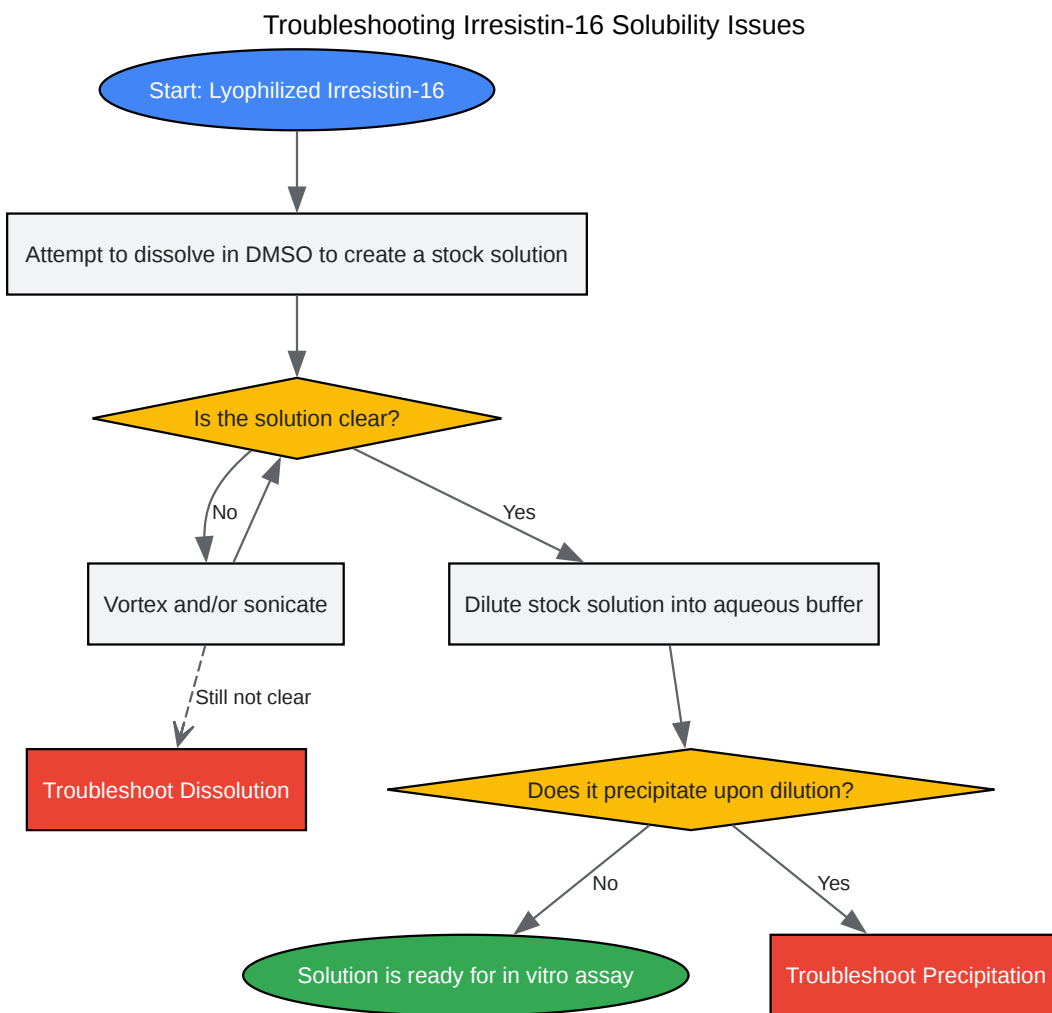 Troubleshooting Irresistin-16 Solubility Issues
Start: Lyophilized Irresistin-16
Attempt to dissolve in DMSO to create a stock solution
Is the solution clear?
No
Yes
Vortex and/or sonicate
Dilute stock solution into aqueous buffer
Still not clear
Troubleshoot Dissolution
Does it precipitate upon dilution?
No
Yes
Solution is ready for in vitro assay
Troubleshoot Precipitation